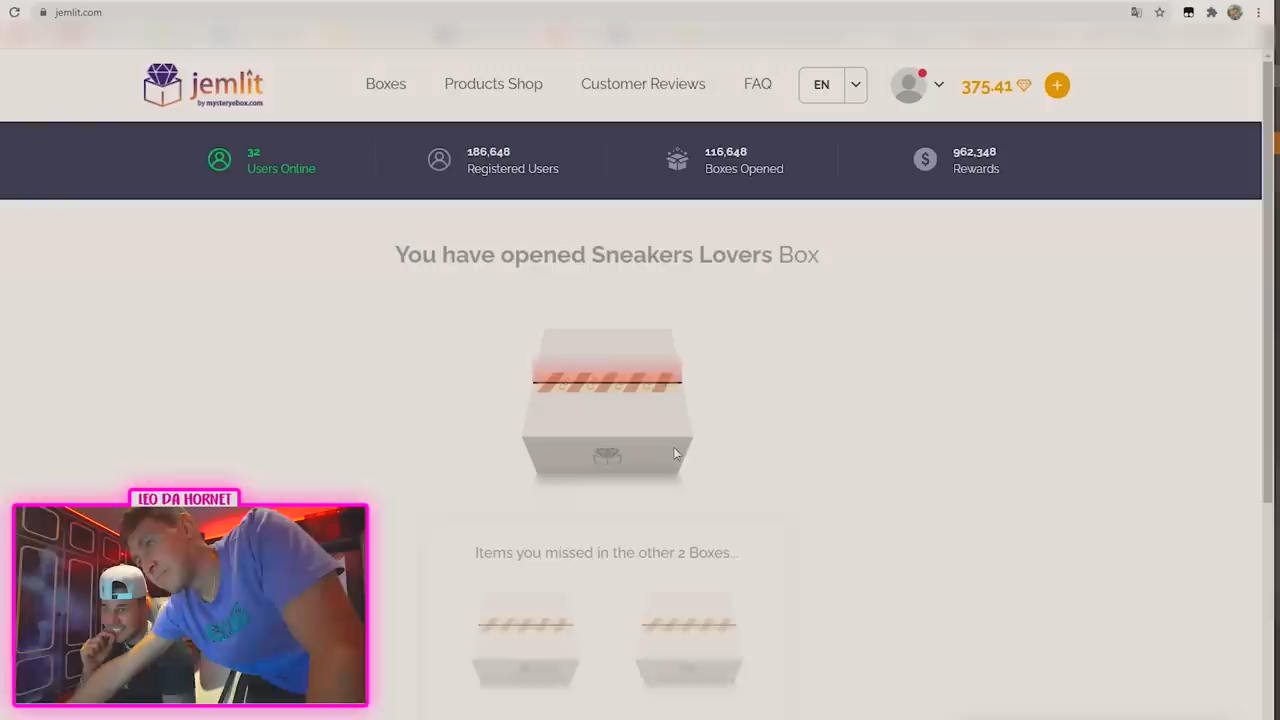 jemlit.com
jemlit
by mysteryebox.com
Boxes
Products Shop
Customer Reviews
FAQ
EN
375.41
32
Users Online
186,648
Registered Users
116,648
Boxes Opened
962,348
Rewards
You have opened Sneakers Lovers Box
LEO DA HORNET
Items you missed in the other 2 Boxes...